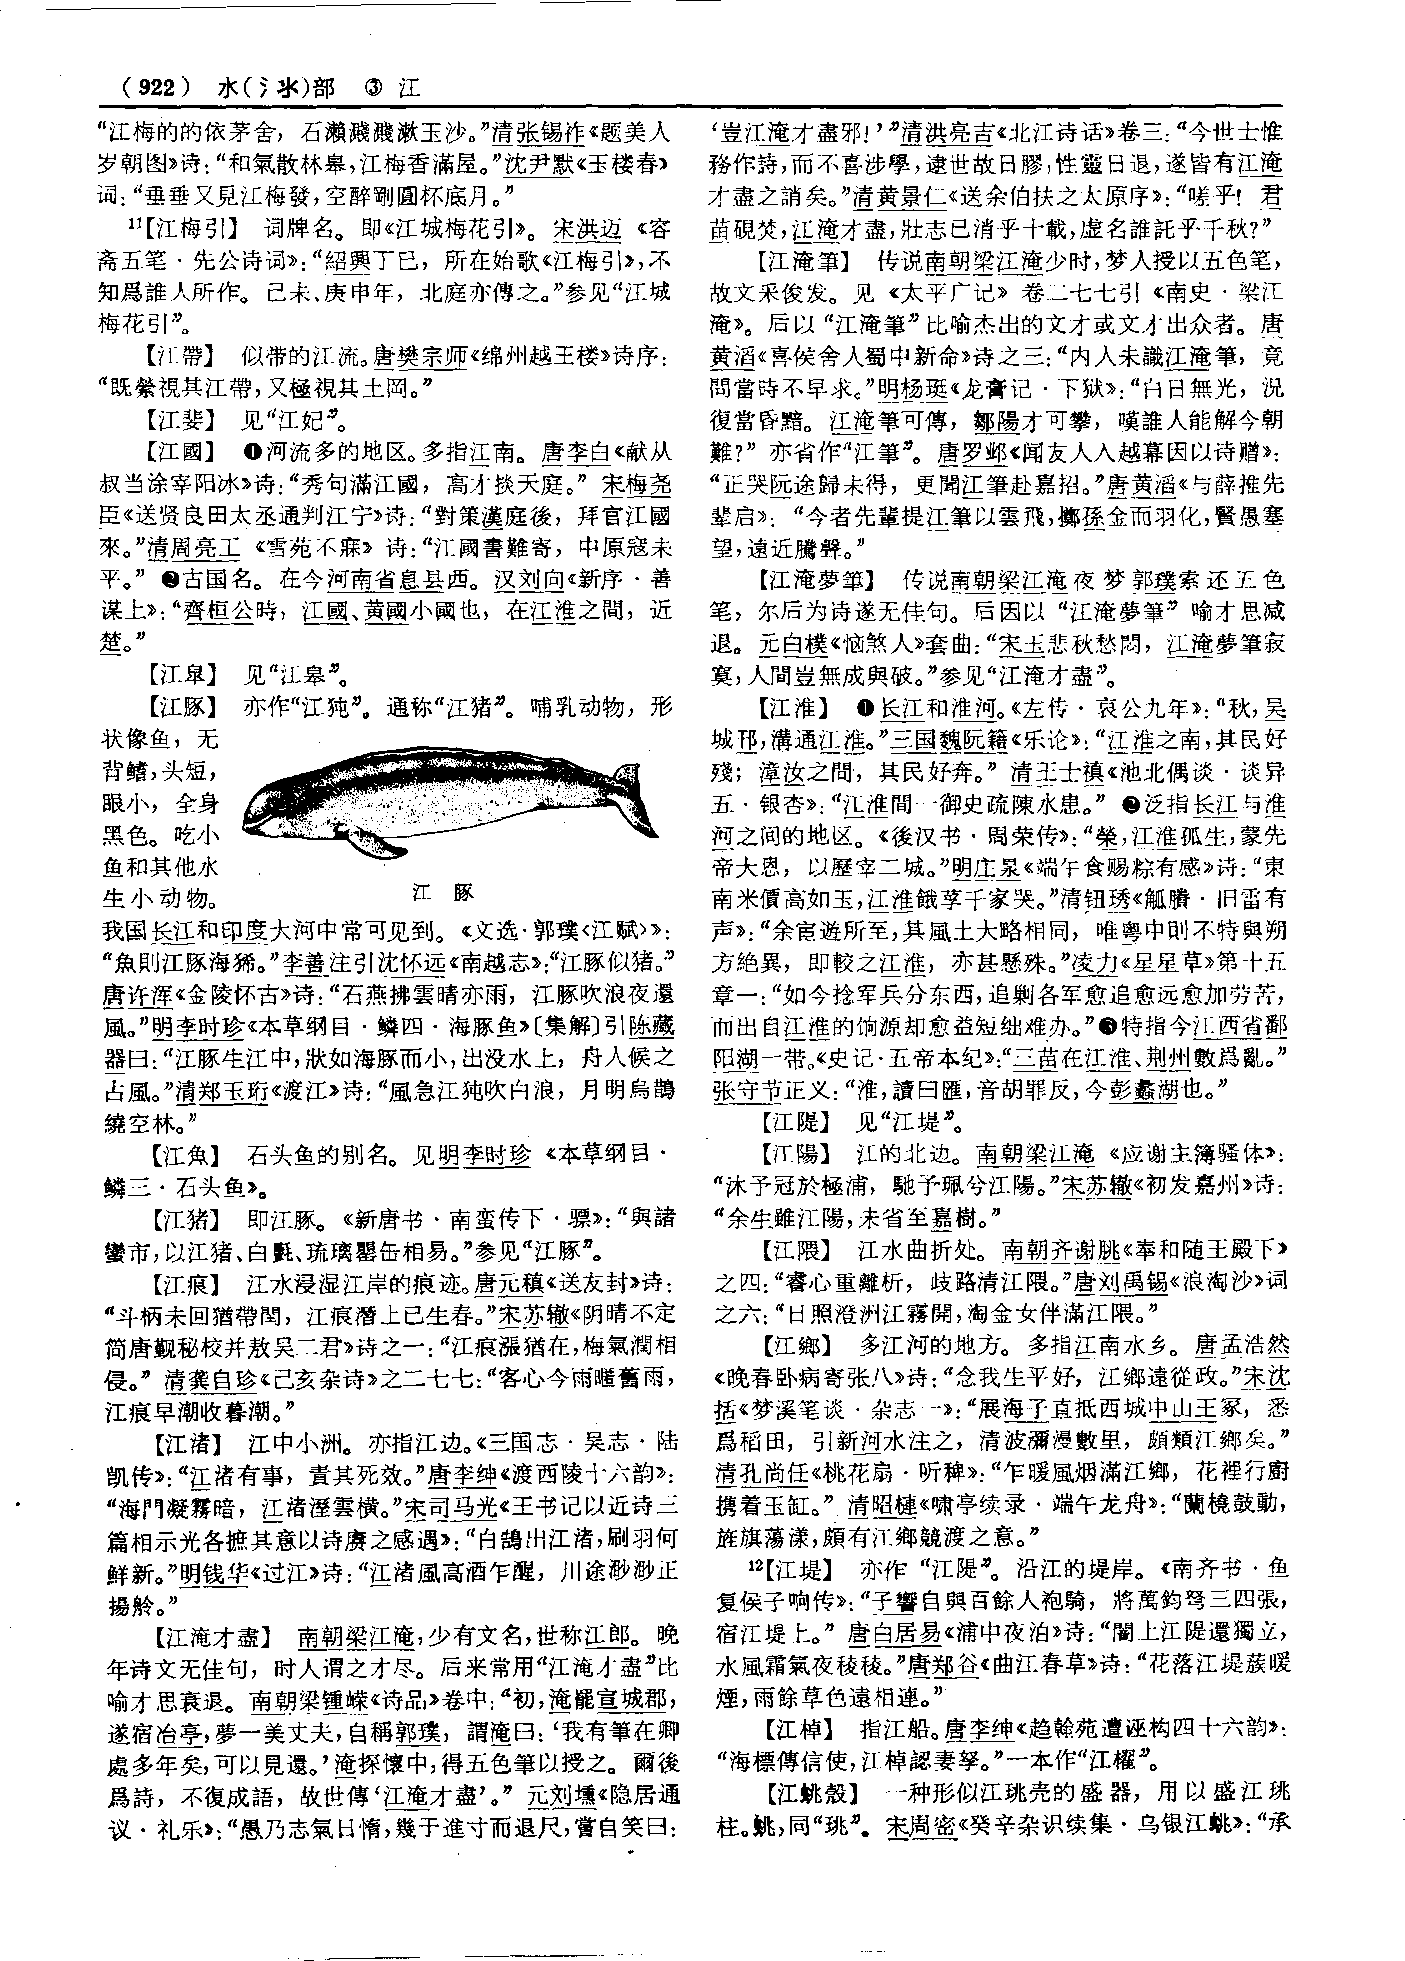 （922） 水(氵氺)部 ③ 江
“江梅的的依茅舍，石瀨濺濺漱玉沙。”清张锡祚《题美人
岁朝图》诗：“和氣散林臯，江梅香滿屋。”沈尹默《玉楼春》
词：“垂垂又見江梅發，空醉剛圓杯底月。”
11【江梅引】 词牌名。即《江城梅花引》。宋洪迈《容
斋五笔·先公诗词》：“紹興丁巳，所在始歌《江梅引》，不
知爲誰人所作。己未、庚申年，北庭亦傳之。”参见“江城
梅花引”。
【江帶】 似带的江流。唐樊宗师《绵州越王楼》诗序：
“既縈視其江帶，又極視其土岡。”
【江婓】 见“江妃”。
【江國】 ❶河流多的地区。多指江南。唐李白《献从
叔当涂宰阳冰》诗：“秀句滿江國，高才掞天庭。”宋梅尧
臣《送贤良田太丞通判江宁》诗：“對策漢庭後，拜官江國
來。”清周亮工《雪苑不寐》诗：“江國書難寄，中原寇未
平。”❷古国名。在今河南省息县西。汉刘向《新序·善
谋上》：“齊桓公時，江國、黄國小國也，在江淮之間，近
楚。”
【江皐】 见“江皋”。
【江豚】 亦作“江㹠”。通称“江猪”。哺乳动物，形
状像鱼，无
背鳍，头短，
眼小，全身
黑色。吃小
鱼和其他水
生小动物。
江 豚
我国长江和印度大河中常可见到。《文选·郭璞〈江赋〉》：
“魚則江豚海狶。”李善注引沈怀远《南越志》：“江豚似猪。”
唐许浑《金陵怀古》诗：“石燕拂雲晴亦雨，江豚吹浪夜還
風。”明李时珍《本草纲目·鳞四·海豚鱼》〔集解〕引陈藏
器曰：“江豚生江中，狀如海豚而小，出没水上，舟人候之
占風。”清郑玉珩《渡江》诗：“風急江㹠吹白浪，月明烏鵲
繞空林。”
【江魚】 石头鱼的别名。见明李时珍《本草纲目·
鳞三·石头鱼》。
【江猪】 即江豚。《新唐书·南蛮传下·骠》：“與諸
蠻市，以江猪、白㲲、琉璃罌缶相易。”参见“江豚”。
【江痕】 江水浸湿江岸的痕迹。唐元稹《送友封》诗：
“斗柄未回猶帶閏，江痕潛上已生春。”宋苏辙《阴晴不定
简唐觐秘校并敖吴二君》诗之一：“江痕漲猶在，梅氣潤相
侵。”清龚自珍《己亥杂诗》之二七七：“客心今雨暱舊雨，
江痕早潮收暮潮。”
【江渚】 江中小洲。亦指江边。《三国志·吴志·陆
凯传》：“江渚有事，責其死效。”唐李绅《渡西陵十六韵》：
“海門凝霧暗，江渚溼雲橫。”宋司马光《王书记以近诗三
篇相示光各摭其意以诗赓之感遇》：“白鵠出江渚，刷羽何
鮮新。”明钱华《过江》诗：“江渚風高酒乍醒，川途渺渺正
揚舲。”
【江淹才盡】 南朝梁江淹，少有文名，世称江郎。晚
年诗文无佳句，时人谓之才尽。后来常用“江淹才盡”比
喻才思衰退。南朝梁锺嵘《诗品》卷中：“初，淹罷宣城郡，
遂宿冶亭，夢一美丈夫，自稱郭璞，謂淹曰：‘我有筆在卿
處多年矣，可以見還。’淹探懷中，得五色筆以授之。爾後
爲詩，不復成語，故世傳‘江淹才盡’。”元刘壎《隐居通
议·礼乐》：“愚乃志氣日惰，幾于進寸而退尺，嘗自笑曰：
‘豈江淹才盡邪！’”清洪亮吉《北江诗话》卷三：“今世士惟
務作詩，而不喜涉學，逮世故日膠，性靈日退，遂皆有江淹
才盡之誚矣。”清黄景仁《送余伯扶之太原序》：“嗟乎！君
苗硯焚，江淹才盡，壯志已消乎十載，虚名誰託乎千秋？”
【江淹筆】 传说南朝梁江淹少时，梦人授以五色笔，
故文采俊发。见《太平广记》卷二七七引《南史·梁江
淹》。后以“江淹筆”比喻杰出的文才或文才出众者。唐
黄滔《喜侯舍人蜀中新命》诗之三：“内人未識江淹筆，竟
問當時不早求。”明杨珽《龙膏记·下狱》：“白日無光，況
復當昏黯。江淹筆可傳，鄒陽才可攀，嘆誰人能解今朝
難？”亦省作“江筆”。唐罗邺《闻友人入越幕因以诗赠》：
“正哭阮途歸未得，更聞江筆赴嘉招。”唐黄滔《与薛推先
辈启》：“今者先輩提江筆以雲飛，擲孫金而羽化，賢愚塞
望，遠近騰聲。”
【江淹夢筆】 传说南朝梁江淹夜梦郭璞索还五色
笔，尔后为诗遂无佳句。后因以“江淹夢筆”喻才思减
退。元白樸《恼煞人》套曲：“宋玉悲秋愁悶，江淹夢筆寂
寞，人間豈無成與破。”参见“江淹才盡”。
【江淮】 ❶长江和淮河。《左传·哀公九年》：“秋，吴
城邗，溝通江淮。”三国魏阮籍《乐论》：“江淮之南，其民好
殘；漳汝之間，其民好奔。”清王士禛《池北偶谈·谈异
五·银杏》：“江淮間一御史疏陳水患。”❷泛指长江与淮
河之间的地区。《後汉书·周荣传》：“榮，江淮孤生，蒙先
帝大恩，以歷宰二城。”明庄泉《端午食赐粽有感》诗：“東
南米價高如玉，江淮餓莩千家哭。”清钮琇《觚賸·旧雷有
声》：“余宦遊所至，其風土大略相同，唯粵中則不特與朔
方絶異，即較之江淮，亦甚懸殊。”凌力《星星草》第十五
章一：“如今捻军兵分东西，追剿各军愈追愈远愈加劳苦，
而出自江淮的饷源却愈益短绌难办。”❸特指今江西省鄱
阳湖一带。《史记·五帝本纪》：“三苗在江淮、荆州數爲亂。”
张守节正义：“淮，讀曰匯，音胡罪反，今彭蠡湖也。”
【江隄】 见“江堤”。
【江陽】 江的北边。南朝梁江淹《应谢主簿骚体》：
“沐予冠於極浦，馳予珮兮江陽。”宋苏辙《初发嘉州》诗：
“余生雖江陽，未省至嘉樹。”
【江隈】 江水曲折处。南朝齐谢朓《奉和随王殿下》
之四：“睿心重離析，歧路清江隈。”唐刘禹锡《浪淘沙》词
之六：“日照澄洲江霧開，淘金女伴滿江隈。”
【江鄉】 多江河的地方。多指江南水乡。唐孟浩然
《晚春卧病寄张八》诗：“念我生平好，江鄉遠從政。”宋沈
括《梦溪笔谈·杂志一》：“展海子直抵西城中山王冢，悉
爲稻田，引新河水注之，清波瀰漫數里，頗類江鄉矣。”
清孔尚任《桃花扇·听稗》：“乍暖風烟滿江鄉，花裡行廚
携着玉缸。”清昭槤《啸亭续录·端午龙舟》：“蘭橈鼓動，
旌旗蕩漾，頗有江鄉競渡之意。”
12【江堤】 亦作“江隄”。沿江的堤岸。《南齐书·鱼
复侯子响传》：“子響自與百餘人袍騎，將萬鈞弩三四張，
宿江堤上。”唐白居易《浦中夜泊》诗：“闇上江隄還獨立，
水風霜氣夜稜稜。”唐郑谷《曲江春草》诗：“花落江堤蔟暖
煙，雨餘草色遠相連。”
【江棹】 指江船。唐李绅《趋翰苑遭诬构四十六韵》：
“海標傳信使，江棹認妻孥。”一本作“江櫂”。
【江蛻殼】 一种形似江珧壳的盛器，用以盛江珧
柱。同“珧”。宋周密《癸辛杂识续集·乌银江》：“承